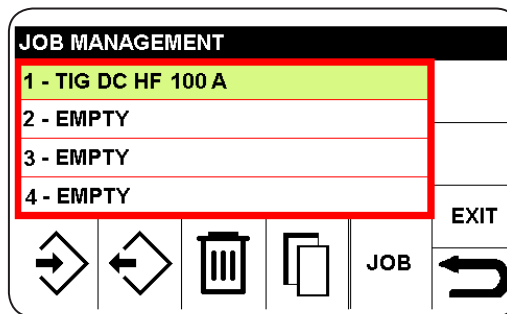 JOB MANAGEMENT
1 - TIG DC HF 100 A
2 - EMPTY
3 - EMPTY
4 - EMPTY
EXIT
JOB